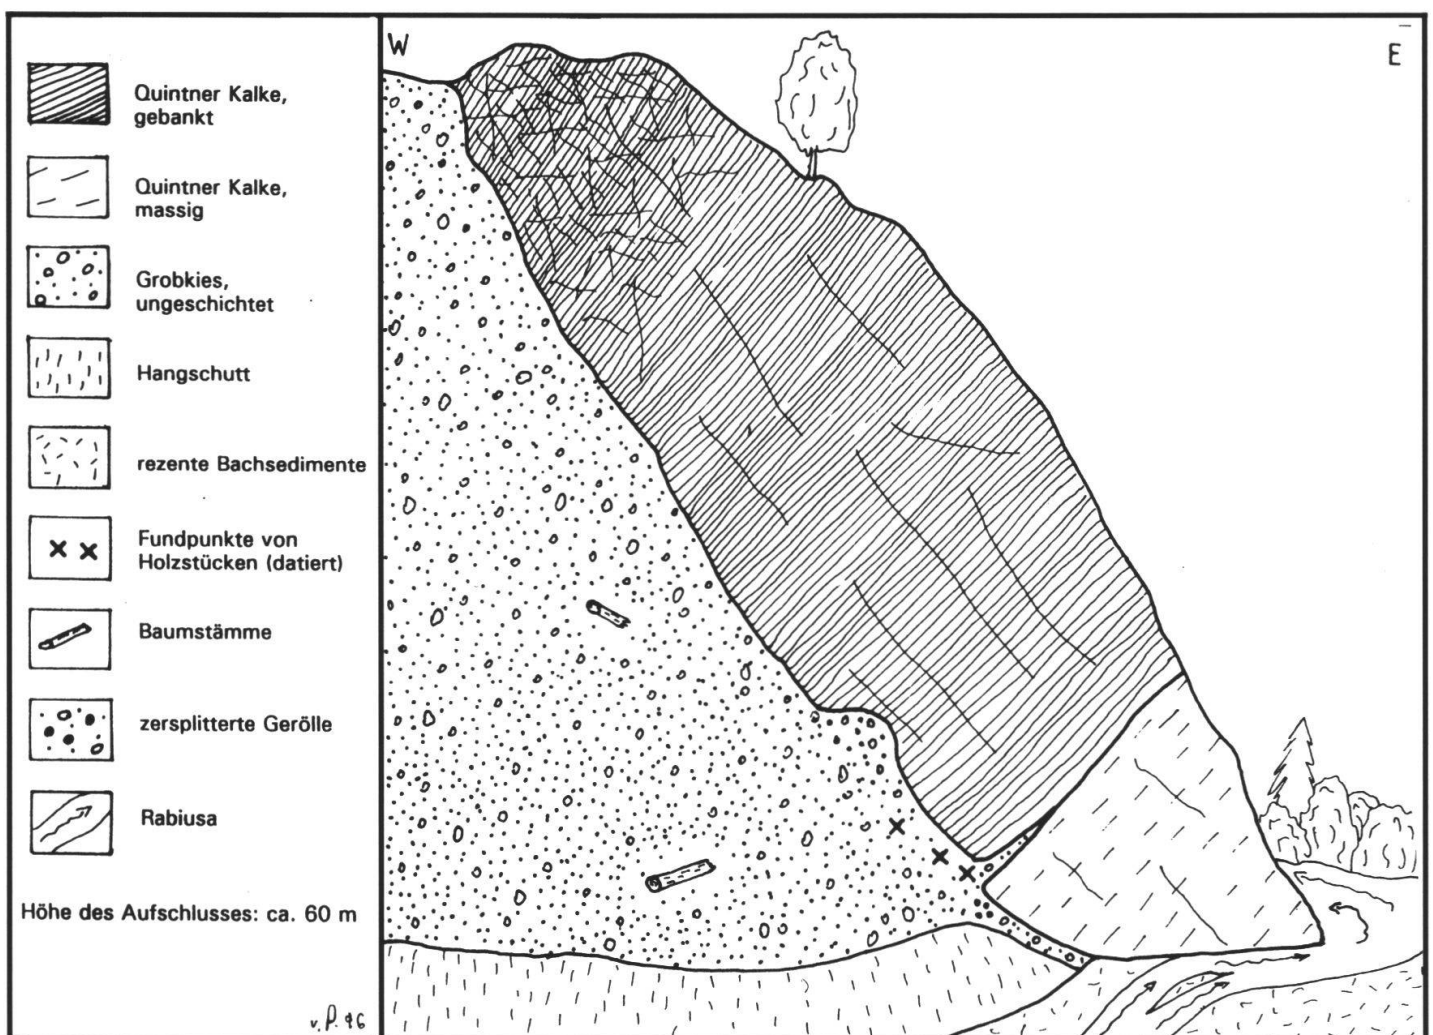 Quintner Kalke,
gebankt
Quintner Kalke,
massig
Grobkies,
ungeschichtet
Hangschutt
rezente Bachsedimente
Fundpunkte von
Holzstücken (datiert)
Baumstämme
zersplitterte Gerölle
Rabiusa
Höhe des Aufschlusses: ca. 60 m
v. P. 96
W
E